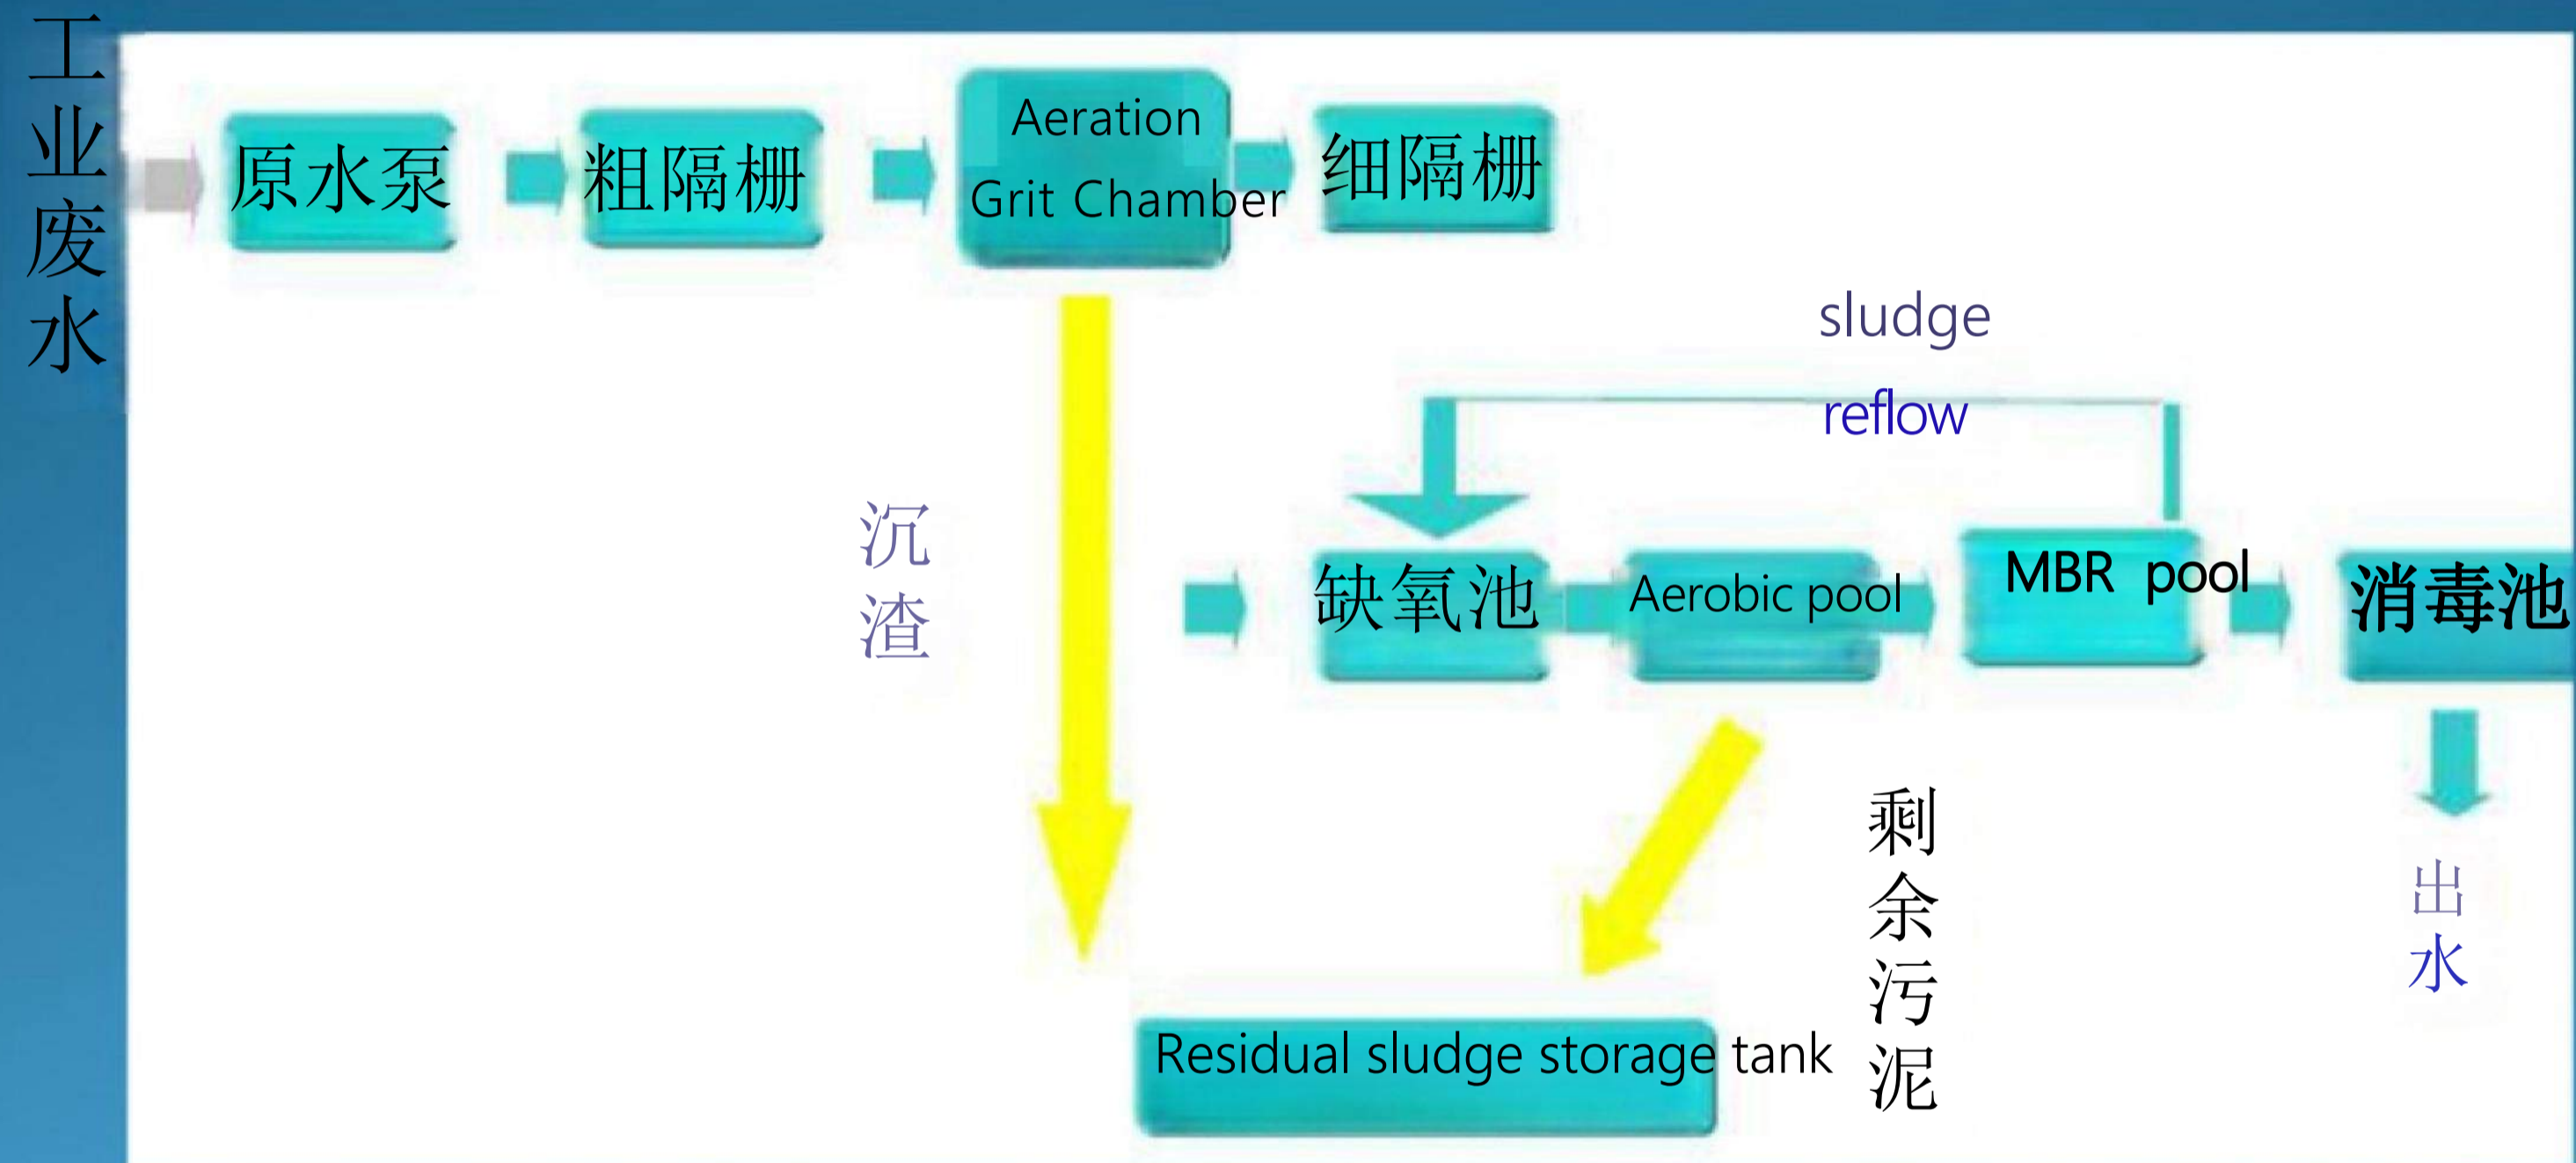 工业废水
原水泵
粗隔栅
Aeration
Grit Chamber
细隔栅
sludge
reflow
沉渣
缺氧池
Aerobic pool
MBR pool
消毒池
剩余污泥
出水
Residual sludge storage tank